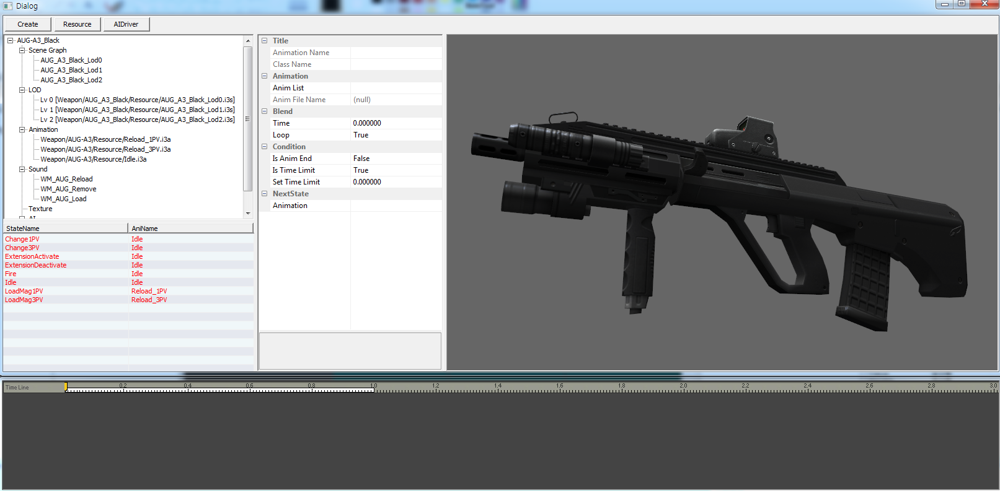 Dialog
Create Resource AIDriver
AUG-A3_Black
Scene Graph
AUG_A3_Black_Lod0
AUG_A3_Black_Lod1
AUG_A3_Black_Lod2
LOD
Lv 0 [Weapon/AUG_A3_Black/Resource/AUG_A3_Black_Lod0.i3s]
Lv 1 [Weapon/AUG_A3_Black/Resource/AUG_A3_Black_Lod1.i3s]
Lv 2 [Weapon/AUG_A3_Black/Resource/AUG_A3_Black_Lod2.i3s]
Animation
Weapon/AUG-A3/Resource/Reload_1PV.i3a
Weapon/AUG-A3/Resource/Reload_3PV.i3a
Weapon/AUG-A3/Resource/Idle.i3a
Sound
WM_AUG_Reload
WM_AUG_Remove
WM_AUG_Load
Texture
AI
StateName AniName
Change1PV Idle
Change3PV Idle
ExtensionActivate Idle
ExtensionDeactivate Idle
Fire Idle
Idle Idle
LoadMag1PV Reload_1PV
LoadMag3PV Reload_3PV
Title
Animation Name
Class Name
Animation
Anim List
Anim File Name (null)
Blend
Time 0.000000
Loop True
Condition
Is Anim End False
Is Time Limit True
Set Time Limit 0.000000
NextState
Animation
Time Line 0.2 0.4 0.6 0.8 1.0 1.2 1.4 1.6 1.8 2.0 2.2 2.4 2.6 2.8 3.0